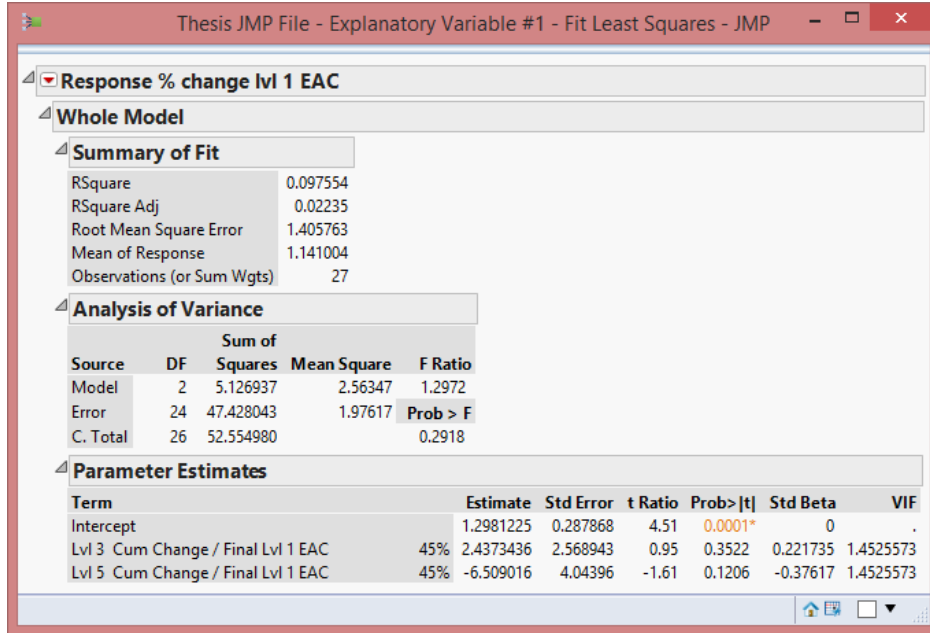 Thesis JMP File - Explanatory Variable #1 - Fit Least Squares - JMP
Response % change lvl 1 EAC
Whole Model
Summary of Fit
RSquare 0.097554
RSquare Adj 0.02235
Root Mean Square Error 1.405763
Mean of Response 1.141004
Observations (or Sum Wgts) 27
Analysis of Variance
Sum of
Source DF Squares Mean Square F Ratio
Model 2 5.126937 2.56347 1.2972
Error 24 47.428043 1.97617 Prob > F
C. Total 26 52.554980 0.2918
Parameter Estimates
Term Estimate Std Error t Ratio Prob>|t| Std Beta VIF
Intercept 1.2981225 0.287868 4.51 0.0001* 0 .
Lvl 3 Cum Change / Final Lvl 1 EAC 45% 2.4373436 2.568943 0.95 0.3522 0.221735 1.4525573
Lvl 5 Cum Change / Final Lvl 1 EAC 45% -6.509016 4.04396 -1.61 0.1206 -0.37617 1.4525573